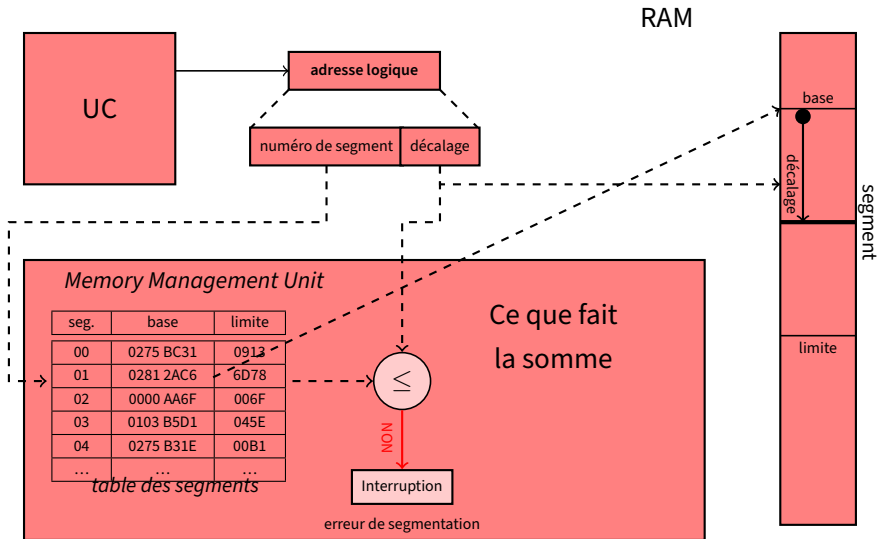 RAM
UC
adresse logique
numéro de segment décalage
base
décalage
segment
limite
Memory Management Unit
seg. base limite
00 0275 BC31 0913
01 0281 2AC6 6D78
02 0000 AA6F 006F
03 0103 B5D1 045E
04 0275 B31E 00B1
… … …
table des segments
Ce que fait
la somme
≤
NON
Interruption
erreur de segmentation